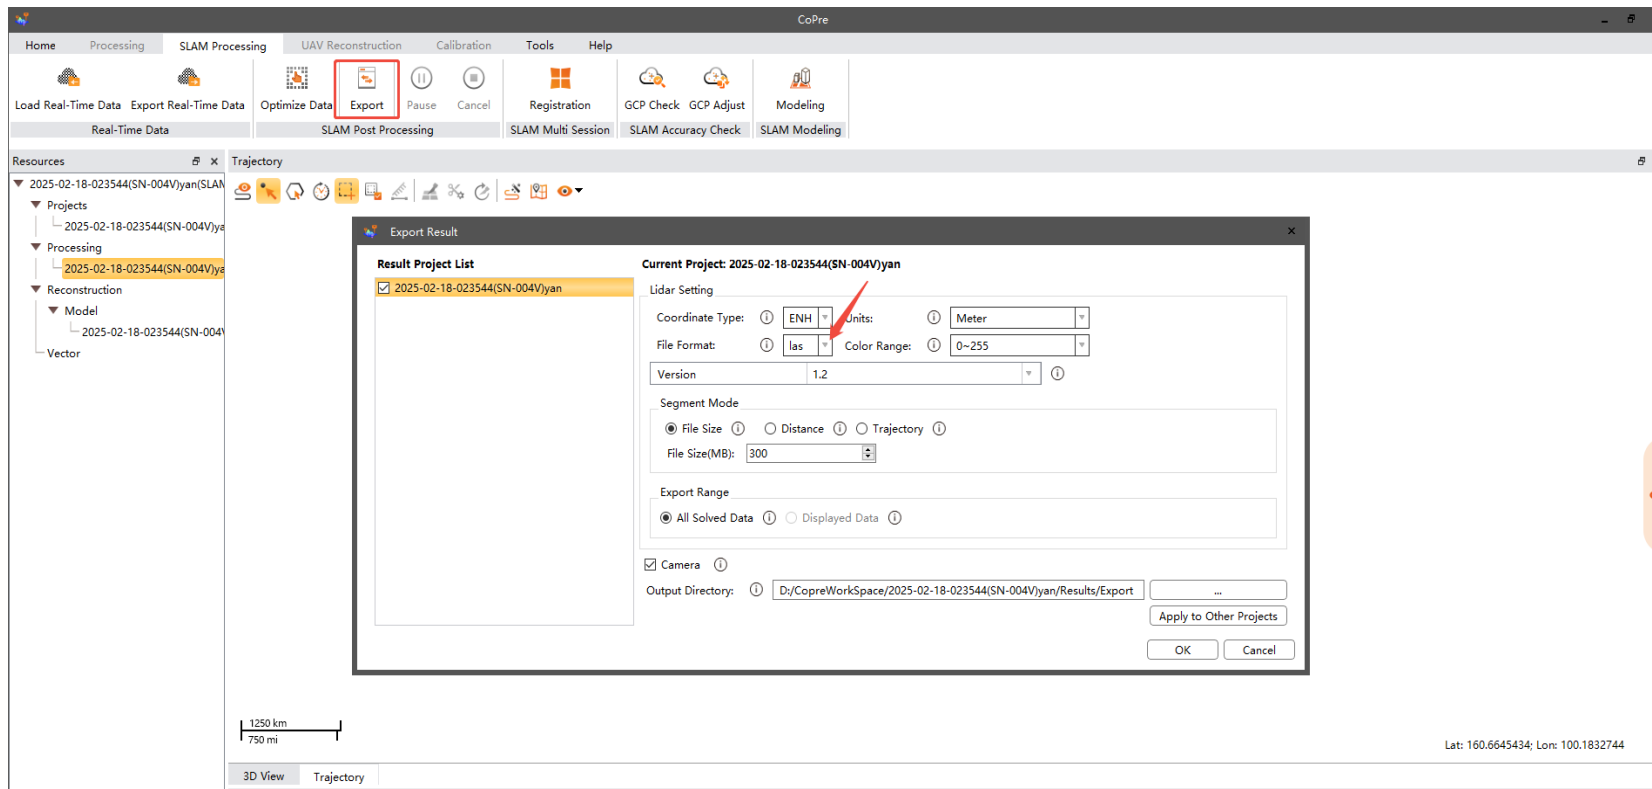 CoPre
Home Processing SLAM Processing UAV Reconstruction Calibration Tools Help
Load Real-Time Data Export Real-Time Data Optimize Data Export Pause Cancel Registration GCP Check GCP Adjust Modeling
Real-Time Data SLAM Post Processing SLAM Multi Session SLAM Accuracy Check SLAM Modeling
Resources Trajectory
2025-02-18-023544(SN-004V)yan(SLAM
Projects
2025-02-18-023544(SN-004V)ya
Processing
2025-02-18-023544(SN-004V)ya
Reconstruction
Model
2025-02-18-023544(SN-004V
Vector
Export Result
Result Project List
2025-02-18-023544(SN-004V)yan
Current Project: 2025-02-18-023544(SN-004V)yan
Lidar Setting
Coordinate Type: ENH Units: Meter
File Format: las Color Range: 0~255
Version 1.2
Segment Mode
File Size Distance Trajectory
File Size(MB): 300
Export Range
All Solved Data Displayed Data
Camera
Output Directory: D:/CopreWorkSpace/2025-02-18-023544(SN-004V)yan/Results/Export ...
Apply to Other Projects
OK Cancel
1250 km
750 mi
Lat: 160.6645434; Lon: 100.1832744
3D View Trajectory